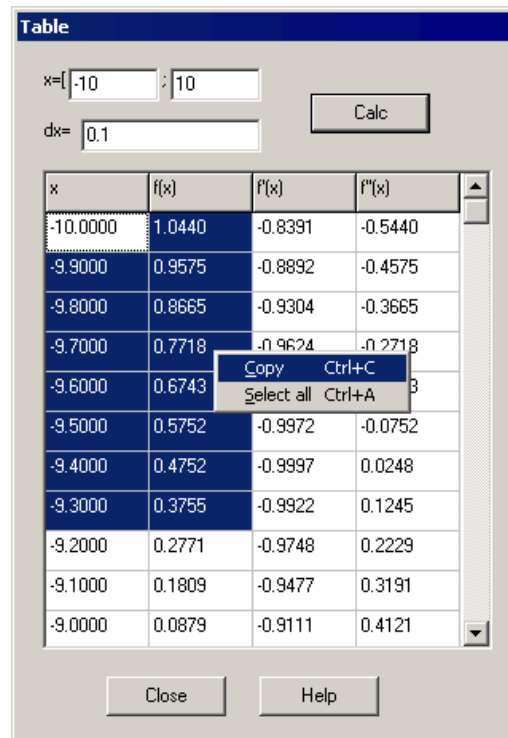 Table
x=[ -10 ; 10
Calc
dx= 0.1
x f(x) f'(x) f''(x)
-10.0000 1.0440 -0.8391 -0.5440
-9.9000 0.9575 -0.8892 -0.4575
-9.8000 0.8665 -0.9304 -0.3665
-9.7000 0.7718 -0.9624 -0.2718
Copy Ctrl+C
-9.6000 0.6743
Select all Ctrl+A
-9.5000 0.5752 -0.9972 -0.0752
-9.4000 0.4752 -0.9997 0.0248
-9.3000 0.3755 -0.9922 0.1245
-9.2000 0.2771 -0.9748 0.2229
-9.1000 0.1809 -0.9477 0.3191
-9.0000 0.0879 -0.9111 0.4121
Close Help